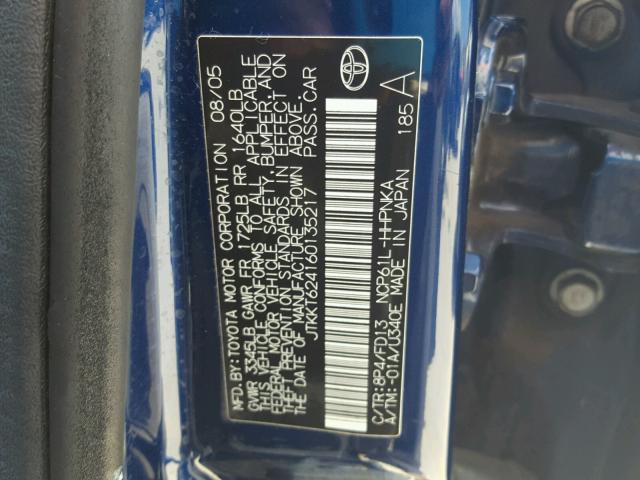 MFD.BY:TOYOTA MOTOR CORPORATION 08/05
GVWR 3345LB GAWR FR 1725LB RR 1640LB
THIS VEHICLE CONFORMS TO ALL APPLICABLE
FEDERAL MOTOR VEHICLE SAFETY, BUMPER, AND
THEFT PREVENTION STANDARDS IN EFFECT ON
THE DATE OF MANUFACTURE SHOWN ABOVE.
JTKKT624160135217 PASS.CAR
C/TR:8P4/FD13 NCP61L-HHPNKA
A/TM:-01A/U340E MADE IN JAPAN
185 A